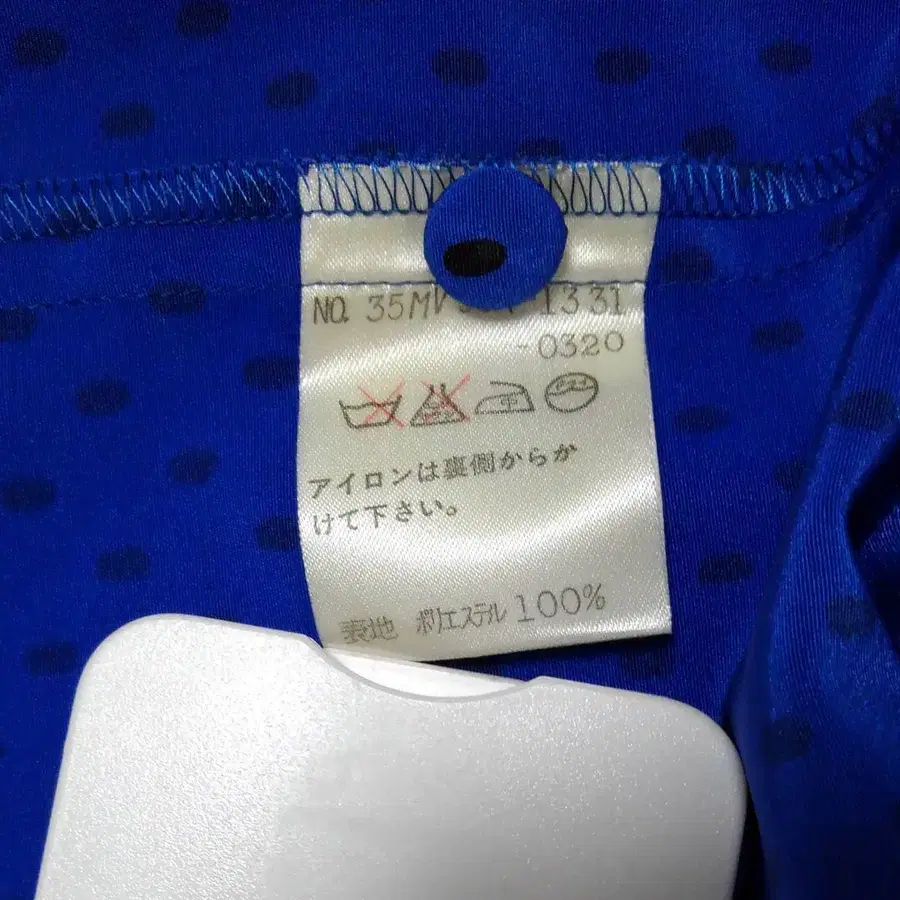 NO. 35MV 1331
-0320
アイロンは裏側からか
けて下さい。
表地 ポリエステル 100%